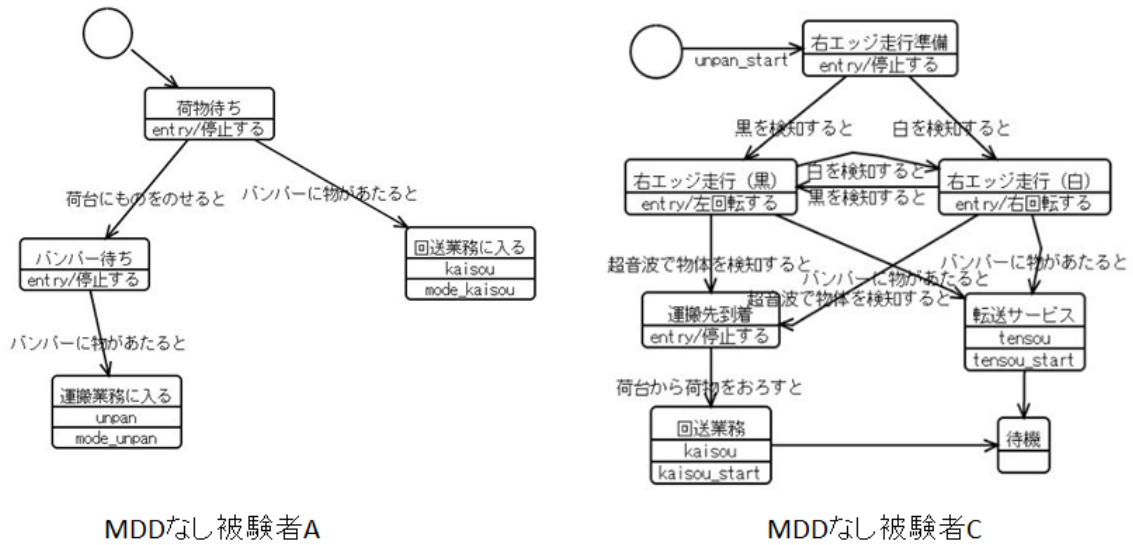 荷物待ち
entry/停止する
荷台にものをのせると
バンパーに物があたると
バンパー待ち
entry/停止する
回送業務に入る
kaisou
mode_kaisou
バンパーに物があたると
運搬業務に入る
unpan
mode_unpan
MDDなし被験者A
unpan_start
右エッジ走行準備
entry/停止する
黒を検知すると
白を検知すると
右エッジ走行（黒）
entry/左回転する
白を検知すると
黒を検知すると
右エッジ走行（白）
entry/右回転する
超音波で物体を検知すると
バンパーに物があたると
バンパーに物があたると
超音波で物体を検知すると
運搬先到着
entry/停止する
転送サービス
tensou
tensou_start
荷台から荷物をおろすと
回送業務
kaisou
kaisou_start
待機
MDDなし被験者C